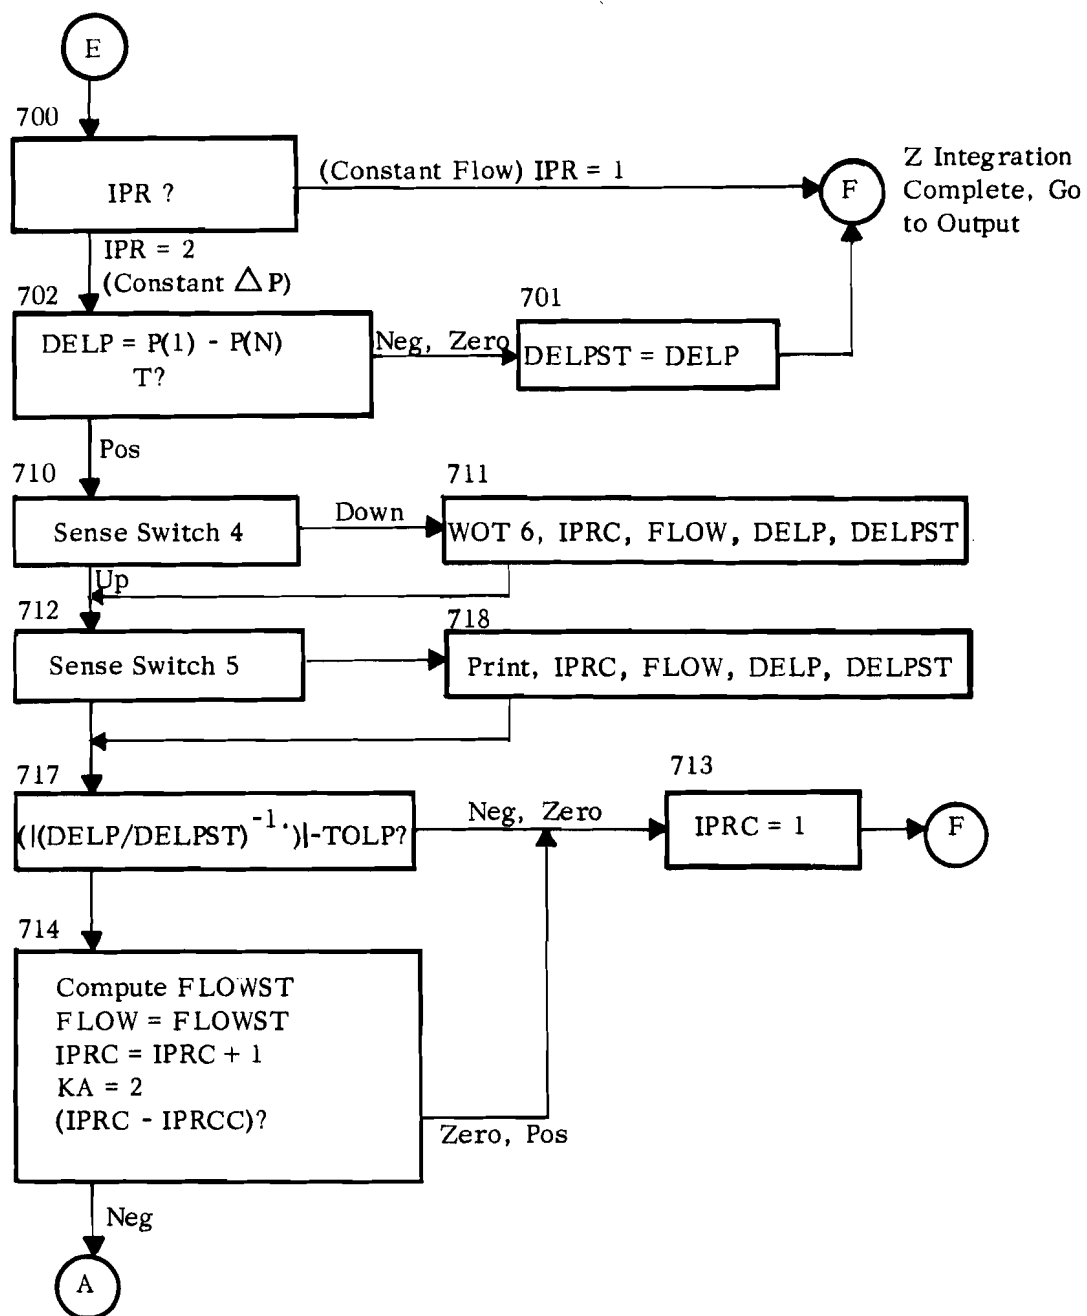 E
700
IPR ?
(Constant Flow) IPR = 1
F
Z Integration
Complete, Go
to Output
IPR = 2
(Constant △ P)
702
DELP = P(1) - P(N)
T?
Neg, Zero
701
DELPST = DELP
Pos
710
Sense Switch 4
Down
711
WOT 6, IPRC, FLOW, DELP, DELPST
Up
712
Sense Switch 5
718
Print, IPRC, FLOW, DELP, DELPST
717
(|(DELP/DELPST)⁻¹·)|-TOLP?
Neg, Zero
713
IPRC = 1
F
714
Compute FLOWST
FLOW = FLOWST
IPRC = IPRC + 1
KA = 2
(IPRC - IPRCC)?
Zero, Pos
Neg
A